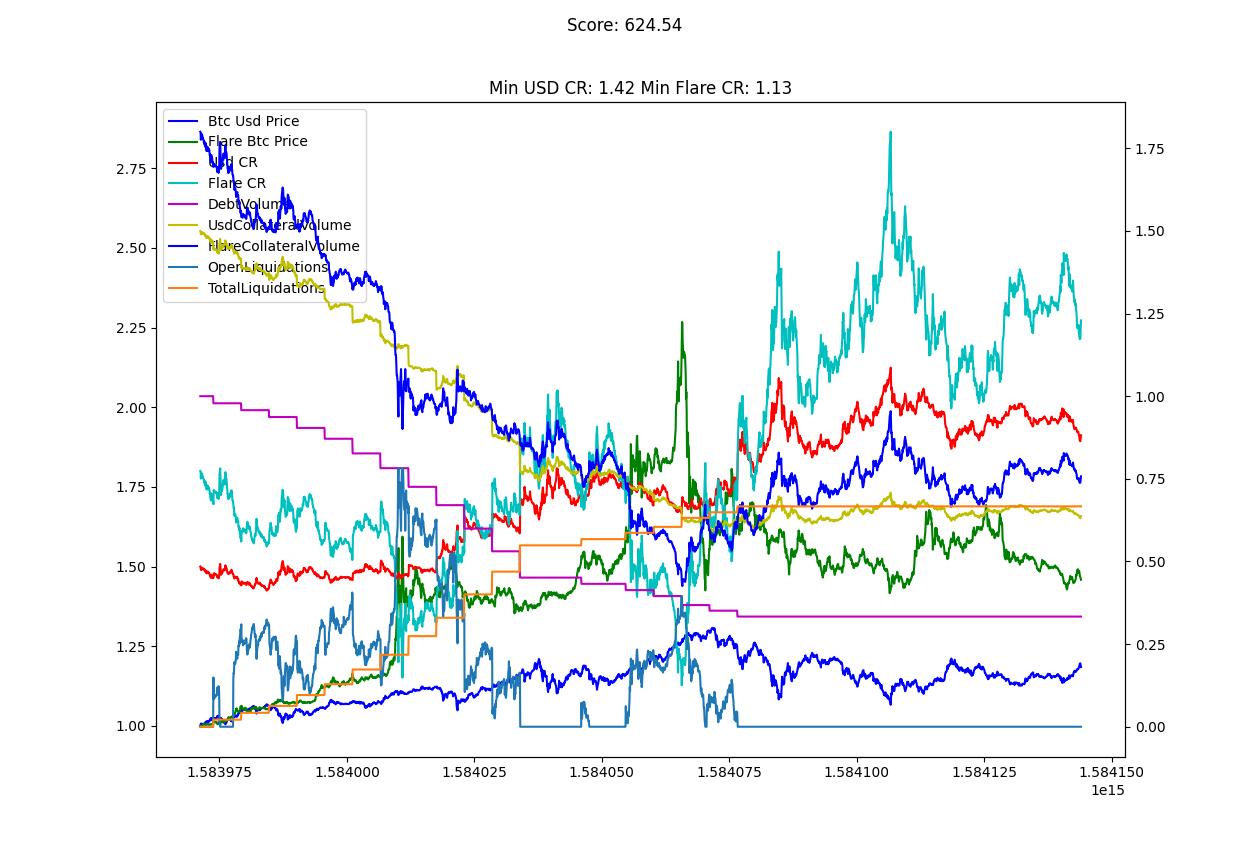 Score: 624.54
Min USD CR: 1.42 Min Flare CR: 1.13
Btc Usd Price
Flare Btc Price
Usd CR
Flare CR
DebtVolume
UsdCollateralVolume
FlareCollateralVolume
OpenLiquidations
TotalLiquidations
2.75
2.50
2.25
2.00
1.75
1.50
1.25
1.00
1.75
1.50
1.25
1.00
0.75
0.50
0.25
0.00
1.583975 1.584000 1.584025 1.584050 1.584075 1.584100 1.584125 1.584150
1e15